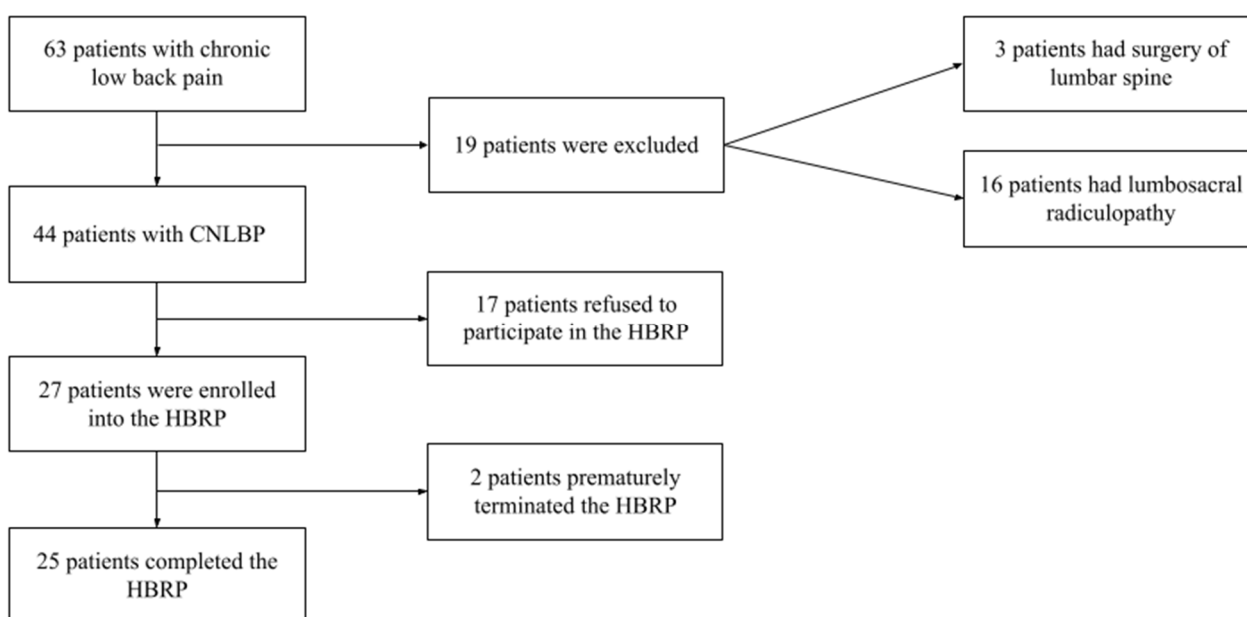 63 patients with chronic
low back pain
3 patients had surgery of
lumbar spine
19 patients were excluded
16 patients had lumbosacral
radiculopathy
44 patients with CNLBP
17 patients refused to
participate in the HBRP
27 patients were enrolled
into the HBRP
2 patients prematurely
terminated the HBRP
25 patients completed the
HBRP